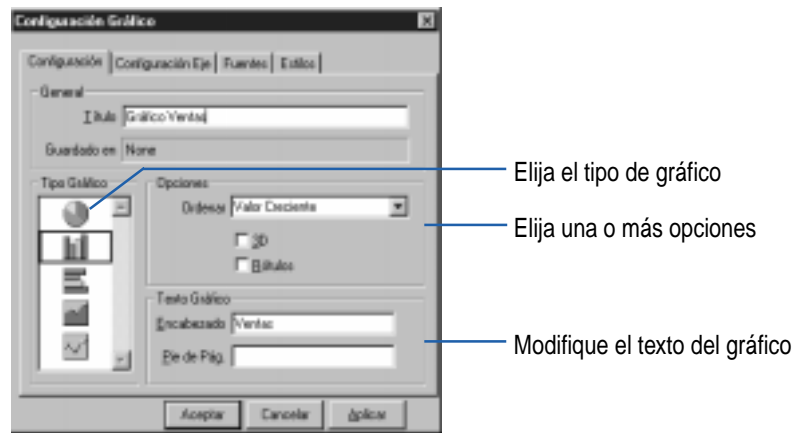 Configuración Gráfico
Configuración
Configuración Eje
Fuentes
Estilos
General
Título
Gráfico Ventas
Guardado en
None
Tipo Gráfico
Opciones
Ordenar
Valor Creciente
3D
Rótulos
Texto Gráfico
Encabezado
Ventas
Pie de Pág.
Aceptar
Cancelar
Aplicar
Elija el tipo de gráfico
Elija una o más opciones
Modifique el texto del gráfico